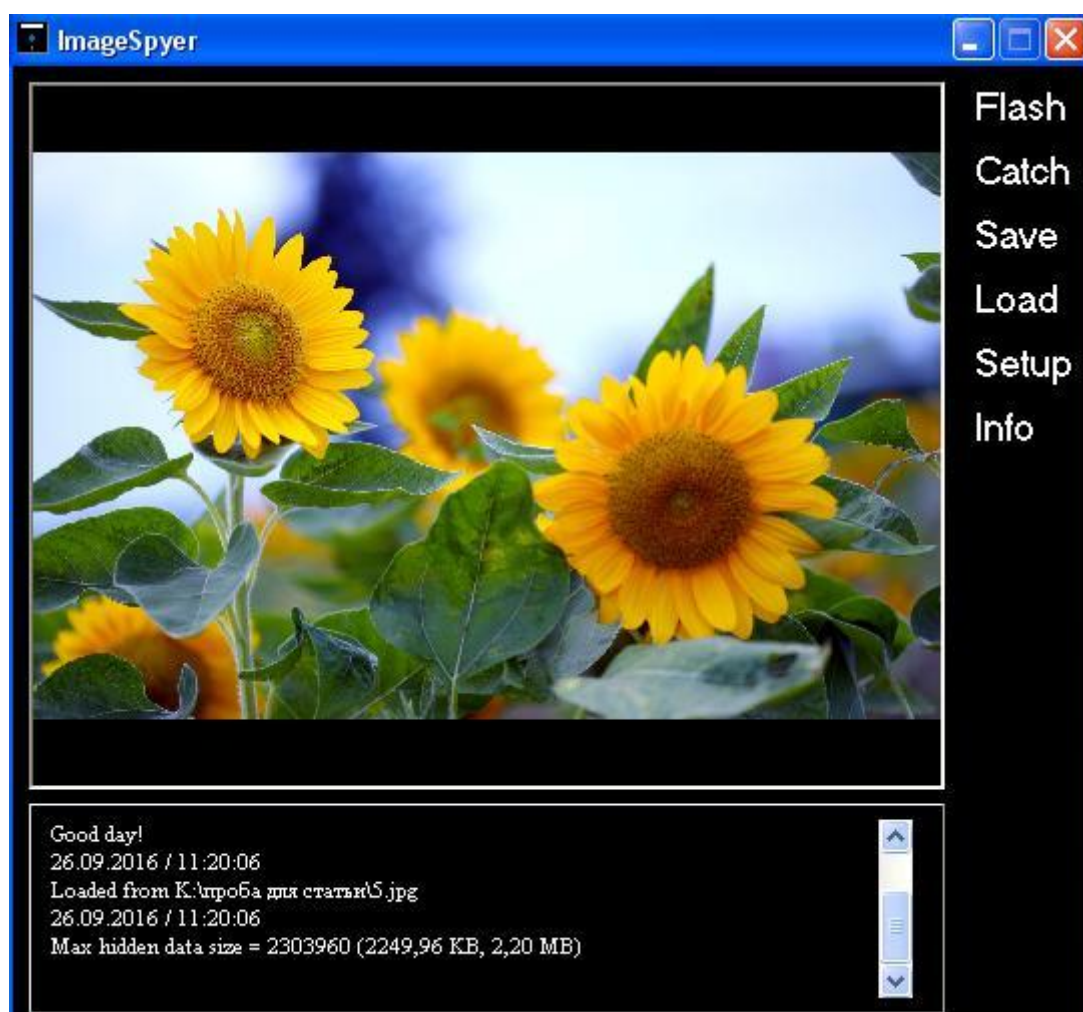 ImageSpyer
Flash
Catch
Save
Load
Setup
Info
Good day!
26.09.2016 / 11:20:06
Loaded from K:\проба для статьи\5.jpg
26.09.2016 / 11:20:06
Max hidden data size = 2303960 (2249,96 KB, 2,20 MB)